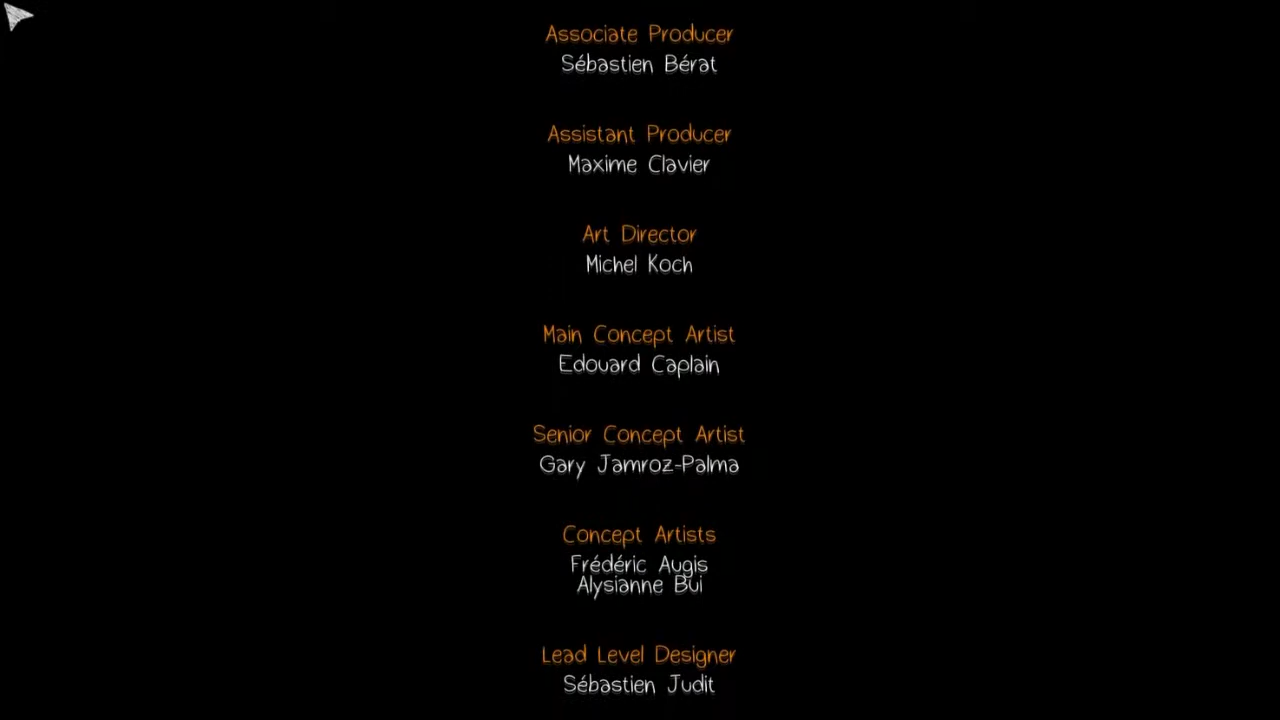 Associate Producer
Sébastien Bérat
Assistant Producer
Maxime Clavier
Art Director
Michel Koch
Main Concept Artist
Edouard Caplain
Senior Concept Artist
Gary Jamroz-Palma
Concept Artists
Frédéric Augis
Alysianne Bui
Lead Level Designer
Sébastien Judit